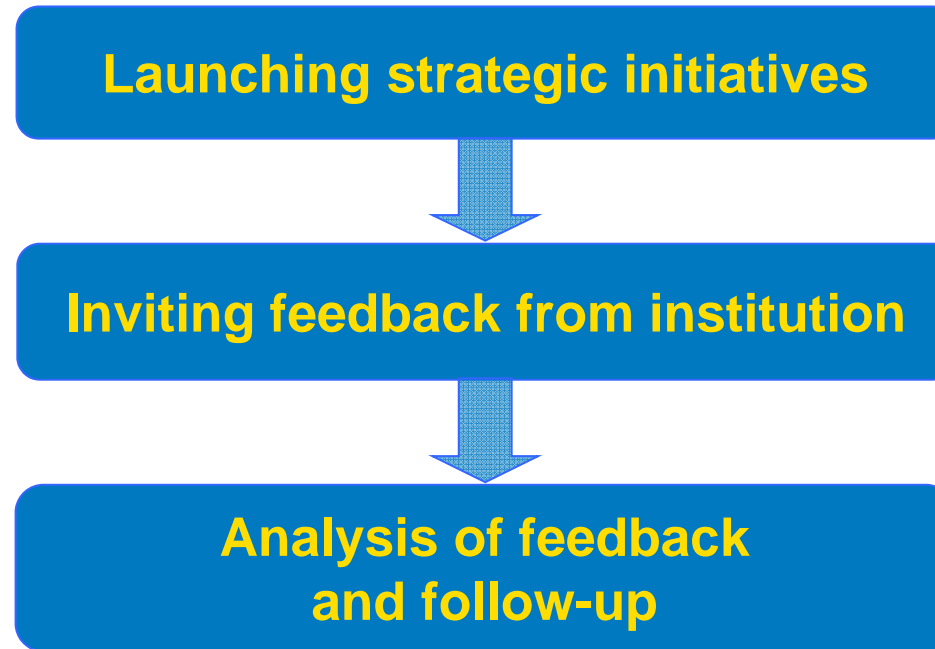 Launching strategic initiatives
Inviting feedback from institution
Analysis of feedback
and follow-up